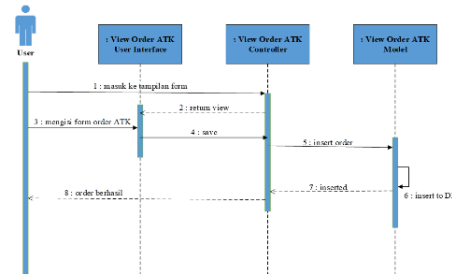 User
: View Order ATK
User Interface
: View Order ATK
Controller
: View Order ATK
Model
1 : masuk ke tampilan form
2 : return view
3 : mengisi form order ATK
4 : save
5 : insert order
6 : insert to D
7 : inserted
8 : order berhasil